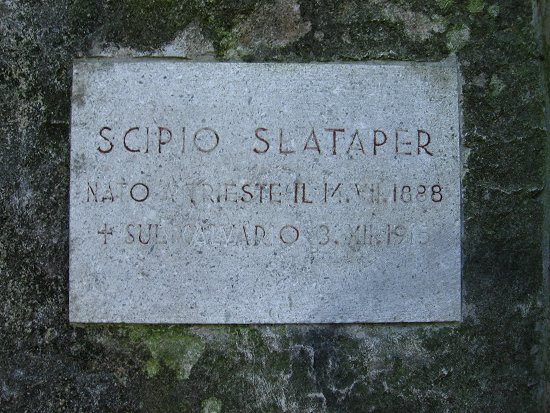 SCIPIO SLATAPER
NATO A TRIESTE IL 14.VII.1888
✝ SUL CALVARIO 3.XII.1915